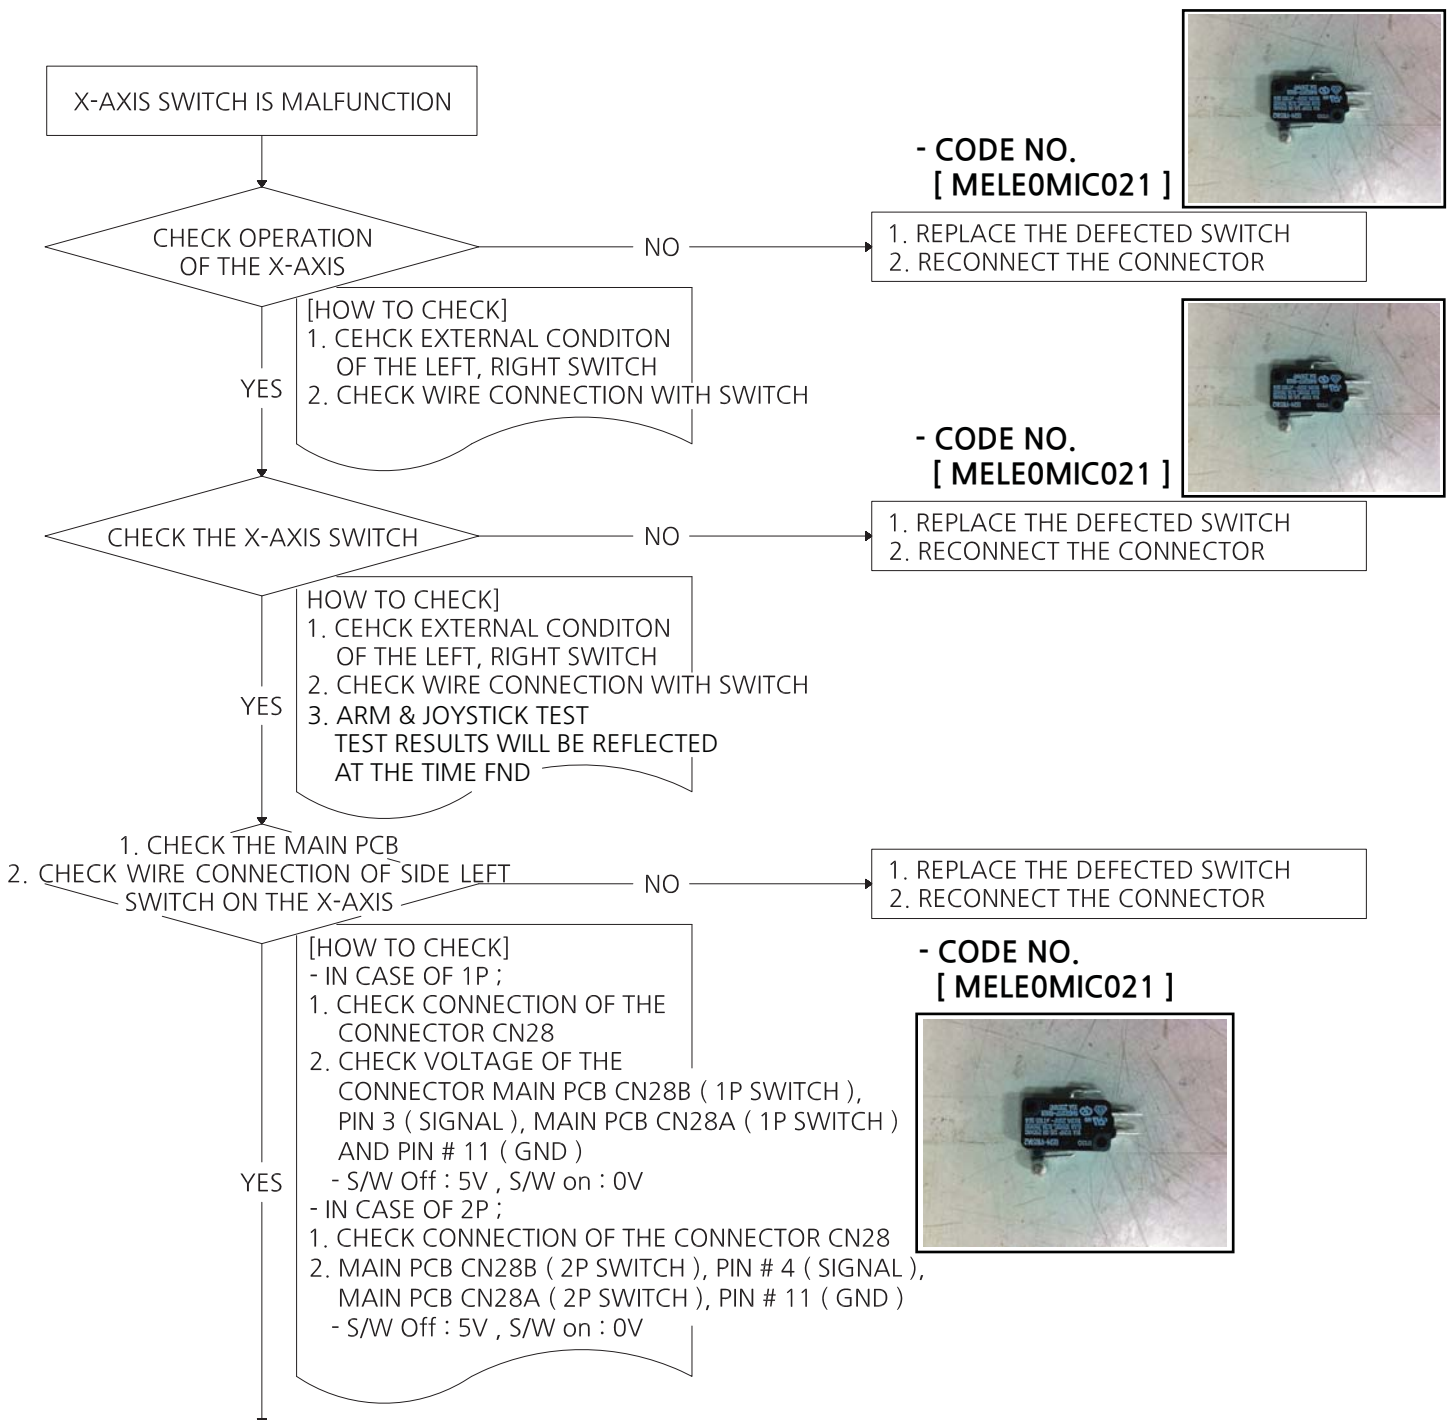 X-AXIS SWITCH IS MALFUNCTION
- CODE NO.
[ MELE0MIC021 ]
CHECK OPERATION
OF THE X-AXIS
NO
1. REPLACE THE DEFECTED SWITCH
2. RECONNECT THE CONNECTOR
[HOW TO CHECK]
1. CEHCK EXTERNAL CONDITON
OF THE LEFT, RIGHT SWITCH
2. CHECK WIRE CONNECTION WITH SWITCH
YES
- CODE NO.
[ MELE0MIC021 ]
CHECK THE X-AXIS SWITCH
NO
1. REPLACE THE DEFECTED SWITCH
2. RECONNECT THE CONNECTOR
HOW TO CHECK]
1. CEHCK EXTERNAL CONDITON
OF THE LEFT, RIGHT SWITCH
2. CHECK WIRE CONNECTION WITH SWITCH
3. ARM & JOYSTICK TEST
TEST RESULTS WILL BE REFLECTED
AT THE TIME FND
YES
1. CHECK THE MAIN PCB
2. CHECK WIRE CONNECTION OF SIDE LEFT
SWITCH ON THE X-AXIS
NO
1. REPLACE THE DEFECTED SWITCH
2. RECONNECT THE CONNECTOR
- CODE NO.
[ MELE0MIC021 ]
[HOW TO CHECK]
- IN CASE OF 1P ;
1. CHECK CONNECTION OF THE
CONNECTOR CN28
2. CHECK VOLTAGE OF THE
CONNECTOR MAIN PCB CN28B ( 1P SWITCH ),
PIN 3 ( SIGNAL ), MAIN PCB CN28A ( 1P SWITCH )
AND PIN # 11 ( GND )
- S/W Off : 5V , S/W on : 0V
- IN CASE OF 2P ;
1. CHECK CONNECTION OF THE CONNECTOR CN28
2. MAIN PCB CN28B ( 2P SWITCH ), PIN # 4 ( SIGNAL ),
MAIN PCB CN28A ( 2P SWITCH ), PIN # 11 ( GND )
- S/W Off : 5V , S/W on : 0V
YES